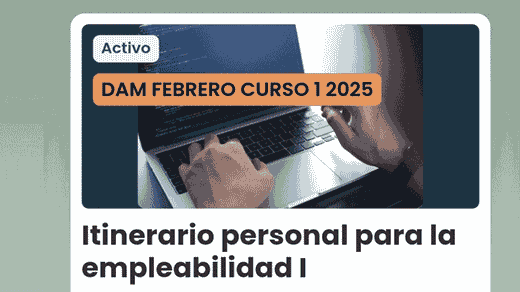 Activo
DAM FEBRERO CURSO 1 2025
Itinerario personal para la
empleabilidad I